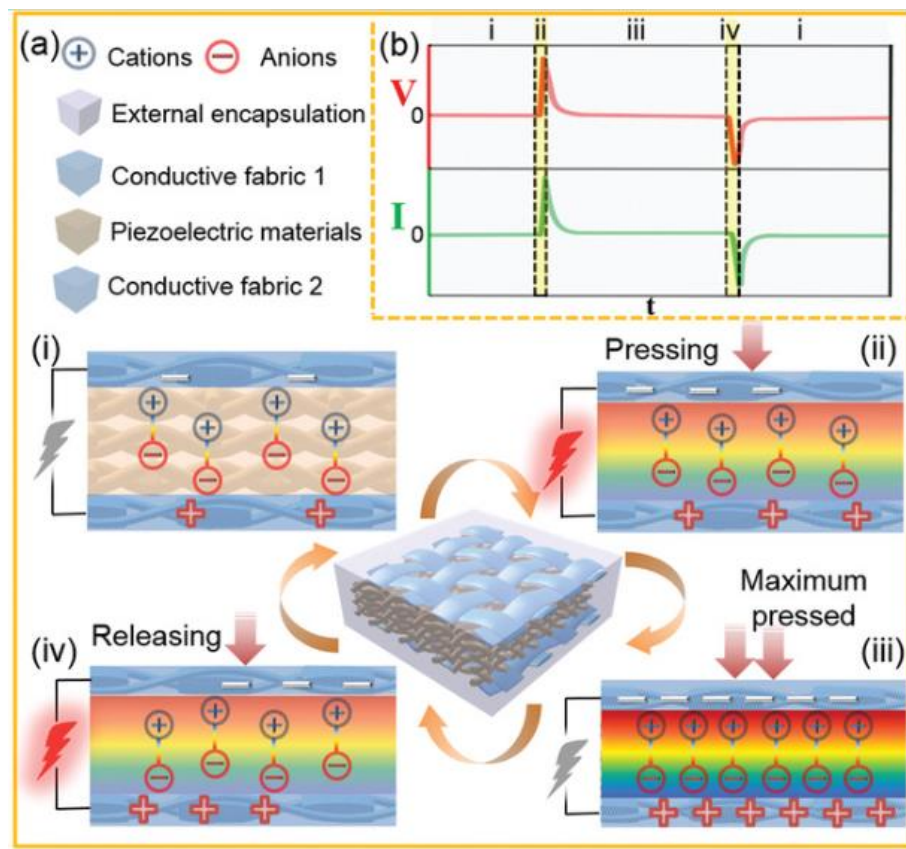 (a)
+ Cations − Anions
External encapsulation
Conductive fabric 1
Piezoelectric materials
Conductive fabric 2
(b)
i ii iii iv i
V
0
I
0
t
(i)
Pressing
(ii)
Maximum
pressed
(iii)
Releasing
(iv)